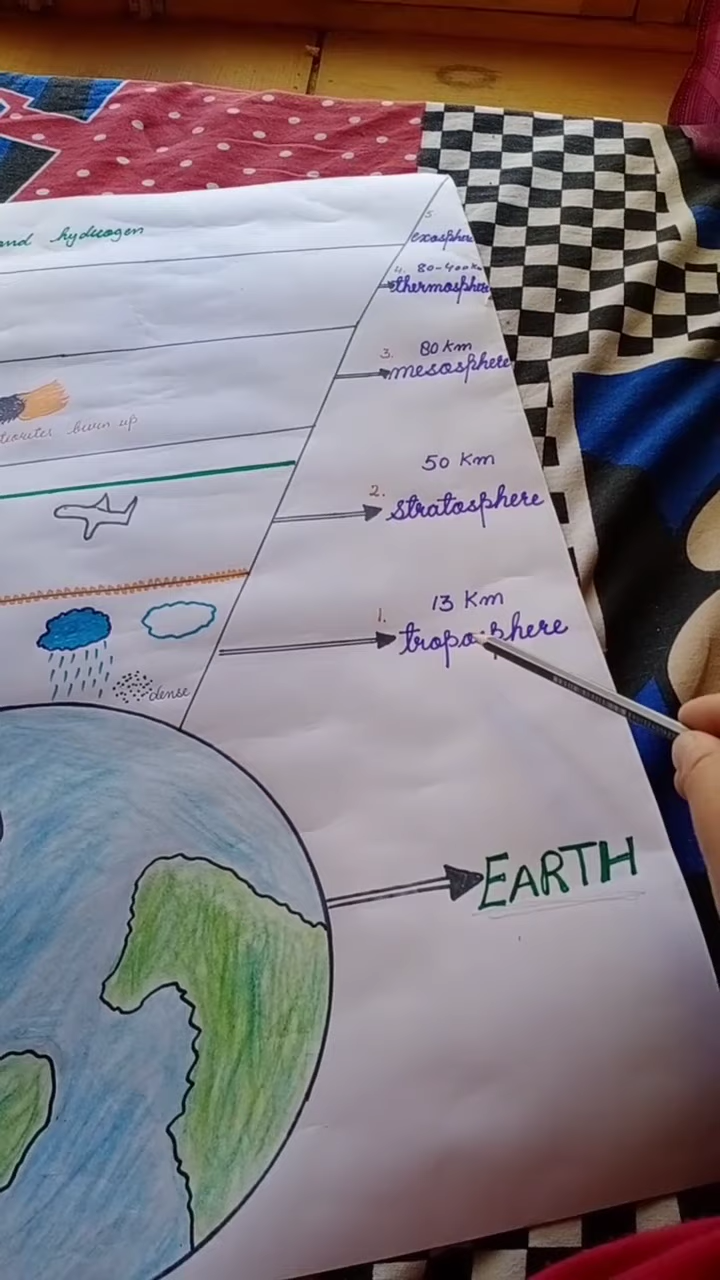 5.
and hydrogen
exosphere
4. 80-400km
thermosphere
3. 80 Km
mesosphere
burn up
50 Km
2.
stratosphere
13 Km
1.
troposphere
dense
EARTH